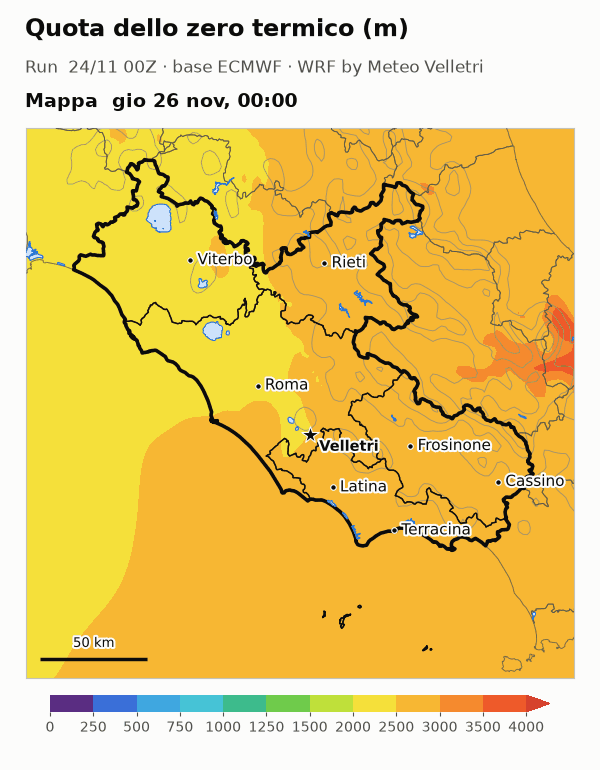 Quota dello zero termico (m)
Run 24/11 00Z · base ECMWF · WRF by Meteo Velletri
Mappa gio 26 nov, 00:00
Viterbo
Rieti
Roma
Velletri
Frosinone
Latina
Cassino
Terracina
50 km
0 250 500 750 1000 1250 1500 2000 2500 3000 3500 4000